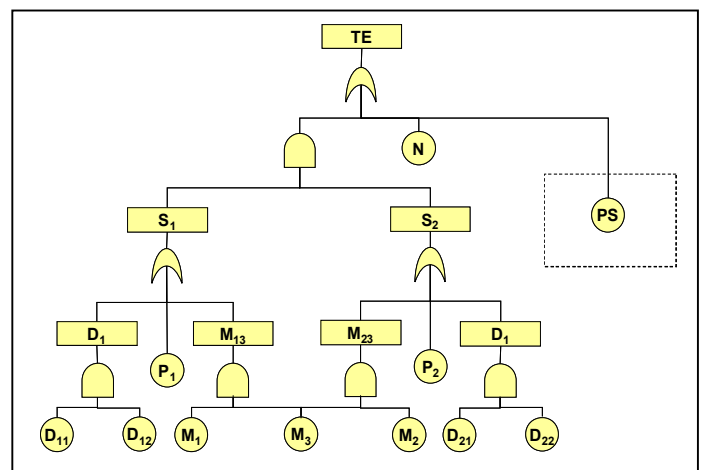 TE
N
PS
S₁ S₂
D₁ M₁₃ M₂₃ D₁
P₁ P₂
D₁₁ D₁₂ M₁ M₃ M₂ D₂₁ D₂₂